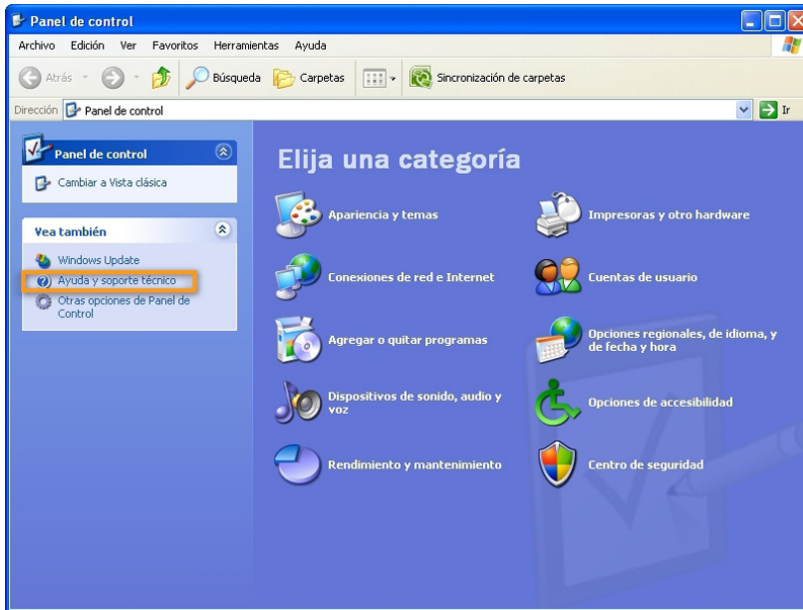 Panel de control
Archivo Edición Ver Favoritos Herramientas Ayuda
Atrás Búsqueda Carpetas Sincronización de carpetas
Dirección Panel de control Ir
Panel de control
Cambiar a Vista clásica
Vea también
Windows Update
Ayuda y soporte técnico
Otras opciones de Panel de
Control
Elija una categoría
Apariencia y temas
Impresoras y otro hardware
Conexiones de red e Internet
Cuentas de usuario
Agregar o quitar programas
Opciones regionales, de idioma, y
de fecha y hora
Dispositivos de sonido, audio y
voz
Opciones de accesibilidad
Rendimiento y mantenimiento
Centro de seguridad